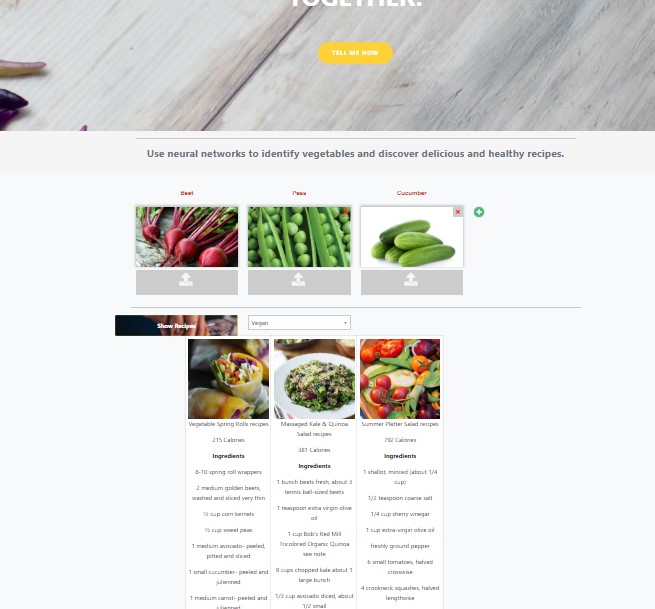 TOGETHER.
TELL ME NOW
Use neural networks to identify vegetables and discover delicious and healthy recipes.
Beet
Peas
Cucumber
Show Recipes
Vegan
Vegetable Spring Rolls recipes
215 Calories
Ingredients
8-10 spring roll wrappers
2 medium golden beets,
washed and sliced very thin
½ cup corn kernels
½ cup sweet peas
1 medium avocado- peeled,
pitted and sliced
1 small cucumber- peeled and
julienned
1 medium carrot- peeled and
julienned
Massaged Kale & Quinoa
Salad recipes
381 Calories
Ingredients
1 bunch beets fresh, about 3
tennis ball-sized beets
1 teaspoon extra virgin olive
oil
1 cup Bob's Red Mill
Tricolored Organic Quinoa
see note
8 cups chopped kale about 1
large bunch
1/3 cup avocado diced, about
1/2 small
Summer Platter Salad recipes
792 Calories
Ingredients
1 shallot, minced (about 1/4
cup)
1/2 teaspoon coarse salt
1/4 cup sherry vinegar
1 cup extra-virgin olive oil
freshly ground pepper
6 small tomatoes, halved
crosswise
4 crookneck squashes, halved
lengthwise